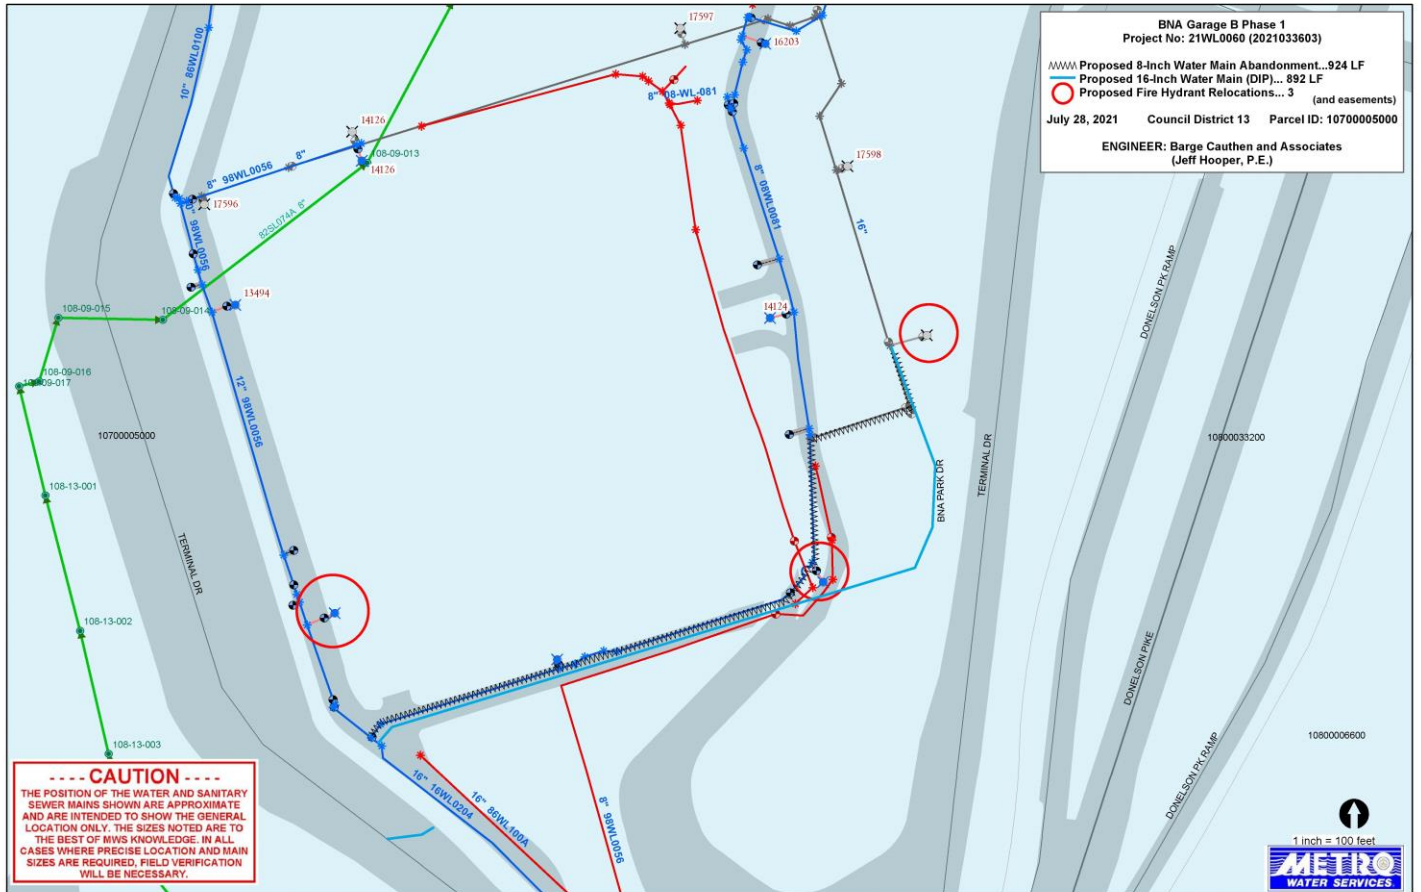 BNA Garage B Phase 1
Project No: 21WL0060 (2021033603)
Proposed 8-Inch Water Main Abandonment...924 LF
Proposed 16-Inch Water Main (DIP)... 892 LF
Proposed Fire Hydrant Relocations... 3
(and easements)
July 28, 2021 Council District 13 Parcel ID: 10700005000
ENGINEER: Barge Cauthen and Associates
(Jeff Hooper, P.E.)
10" 86WL0100
17597
16203
8" 08-WL-081
14126
108-09-013
14126
8" 98WL0056
8"
17598
17596
8" 08WL0081
16"
82SL074A 8"
98WL0056
108-09-015
108-09-014
13494
14124
108-09-016
108-09-017
12" 98WL0056
10700005000
108-13-001
TERMINAL DR
108-13-002
108-13-003
BNA PARK DR
TERMINAL DR
DONELSON PK RAMP
10800033200
DONELSON PIKE
DONELSON PK RAMP
10800006600
16" 16WL0204
16" 86WL100A
8" 98WL0056
- - - - CAUTION - - - -
THE POSITION OF THE WATER AND SANITARY
SEWER MAINS SHOWN ARE APPROXIMATE
AND ARE INTENDED TO SHOW THE GENERAL
LOCATION ONLY. THE SIZES NOTED ARE TO
THE BEST OF MWS KNOWLEDGE. IN ALL
CASES WHERE PRECISE LOCATION AND MAIN
SIZES ARE REQUIRED, FIELD VERIFICATION
WILL BE NECESSARY.
1 inch = 100 feet
METRO
WATER SERVICES